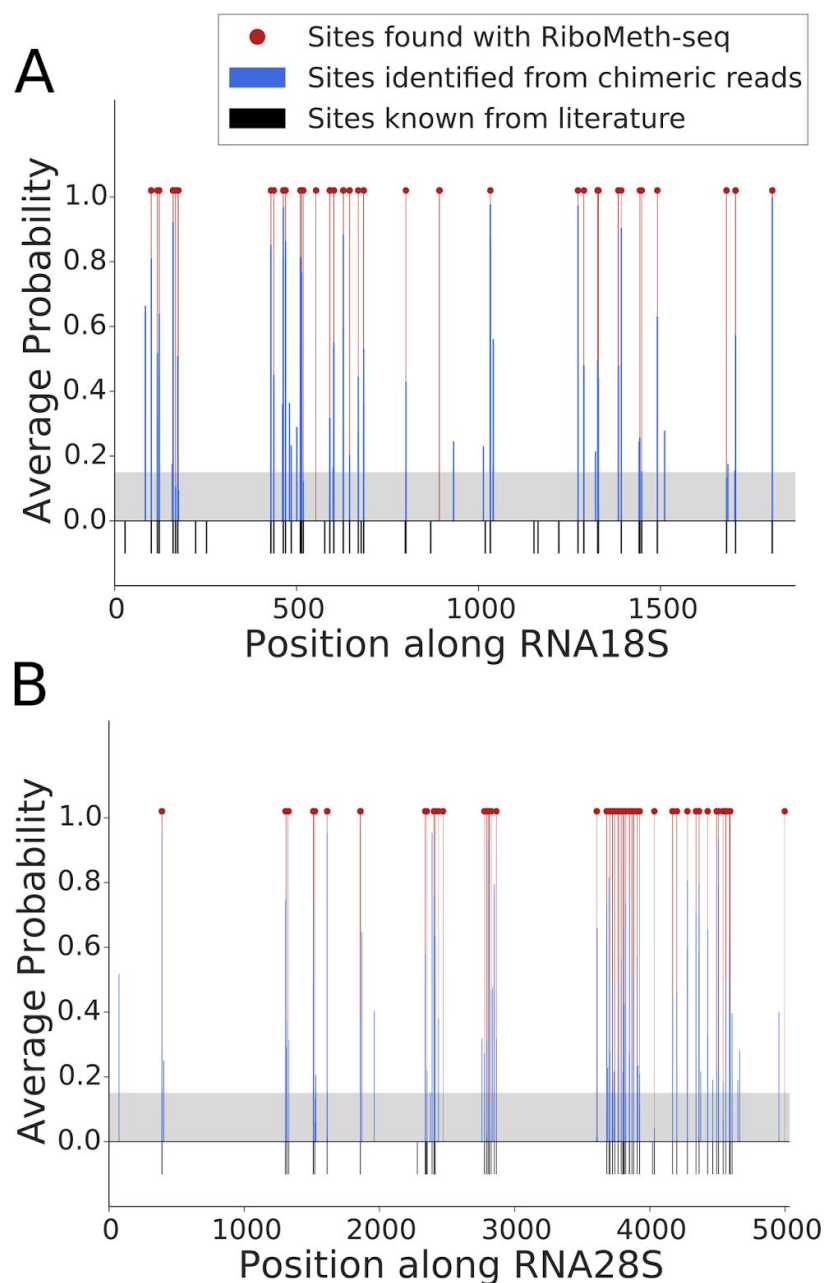 A
Sites found with RiboMeth-seq
Sites identified from chimeric reads
Sites known from literature
Average Probability
1.0
0.8
0.6
0.4
0.2
0.0
0 500 1000 1500
Position along RNA18S
B
Average Probability
1.0
0.8
0.6
0.4
0.2
0.0
0 1000 2000 3000 4000 5000
Position along RNA28S